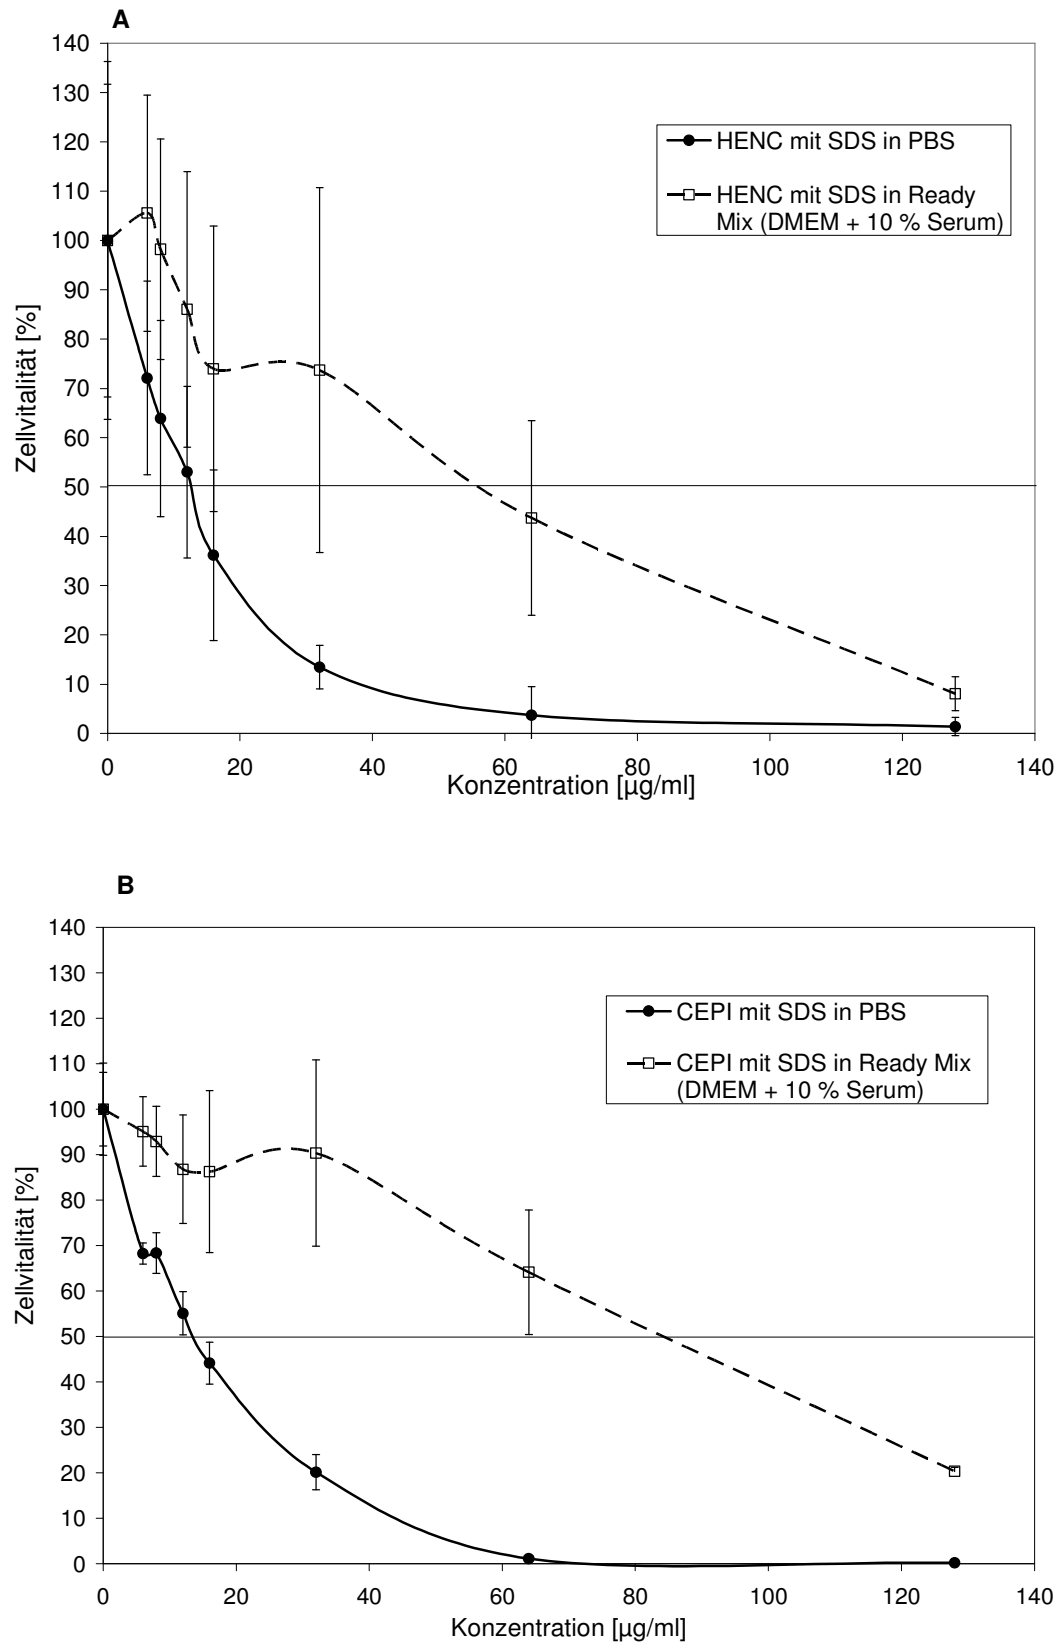 A
140
130
120
110
100
90
80
70
60
50
40
30
20
10
0
Zellvitalität [%]
HENC mit SDS in PBS
HENC mit SDS in Ready
Mix (DMEM + 10 % Serum)
0 20 40 60 80 100 120 140
Konzentration [µg/ml]
B
140
130
120
110
100
90
80
70
60
50
40
30
20
10
0
Zellvitalität [%]
CEPI mit SDS in PBS
CEPI mit SDS in Ready Mix
(DMEM + 10 % Serum)
0 20 40 60 80 100 120 140
Konzentration [µg/ml]